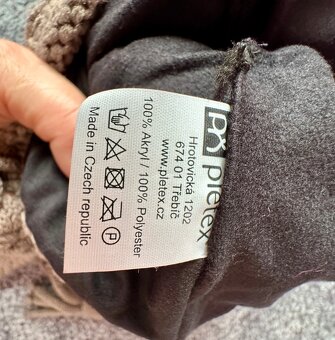 pletex
Hrotovická 1202
674 01 Třebíč
www.pletex.cz
100% Akryl / 100% Polyester
Made in Czech republic